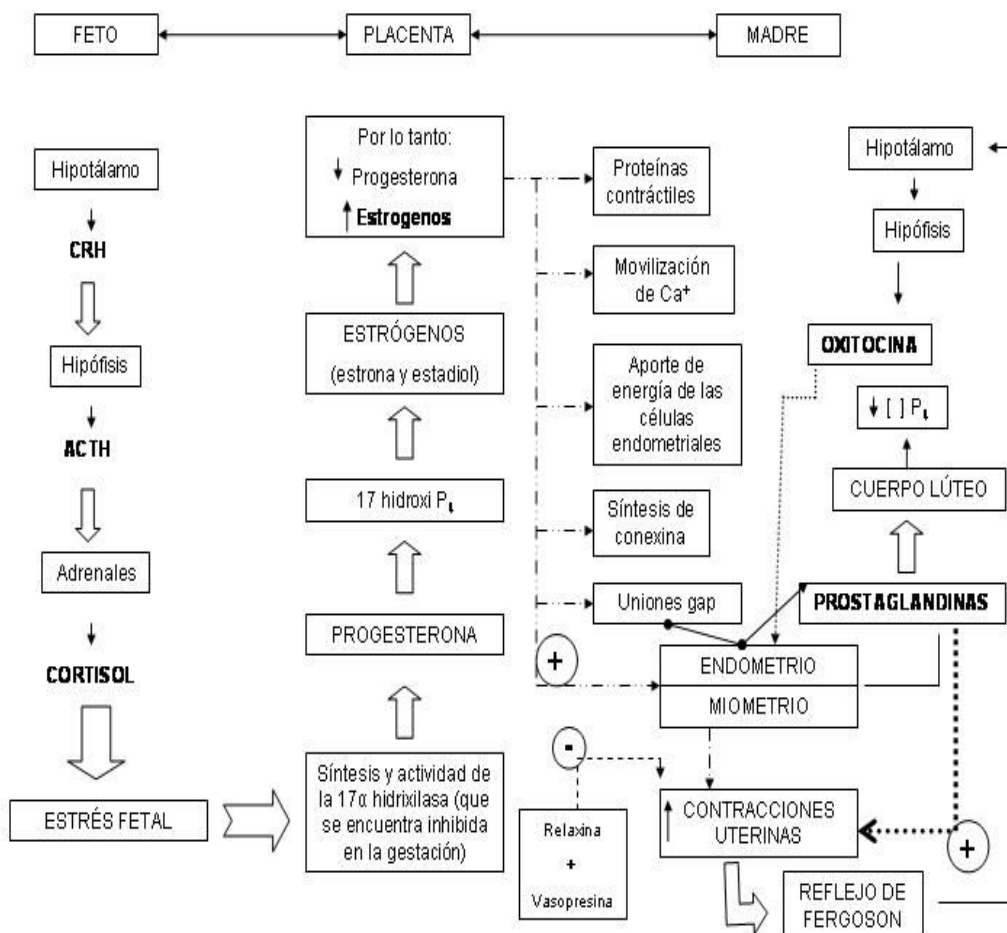 FETO
PLACENTA
MADRE
Hipotálamo
CRH
Hipófisis
ACTH
Adrenales
CORTISOL
ESTRÉS FETAL
Por lo tanto:
↓ Progesterona
↑ Estrogenos
ESTRÓGENOS
(estrona y estadiol)
17 hidroxi P₄
PROGESTERONA
Síntesis y actividad de
la 17α hidrixilasa (que
se encuentra inhibida
en la gestación)
Proteínas
contráctiles
Movilización
de Ca⁺
Aporte de
energía de las
células
endometriales
Síntesis de
conexina
Uniones gap
+
ENDOMETRIO
MIOMETRIO
-
Relaxina
+
Vasopresina
↑ CONTRACCIONES
UTERINAS
REFLEJO DE
FERGOSON
Hipotálamo
Hipófisis
OXITOCINA
↓ [ ] P₄
CUERPO LÚTEO
PROSTAGLANDINAS
+